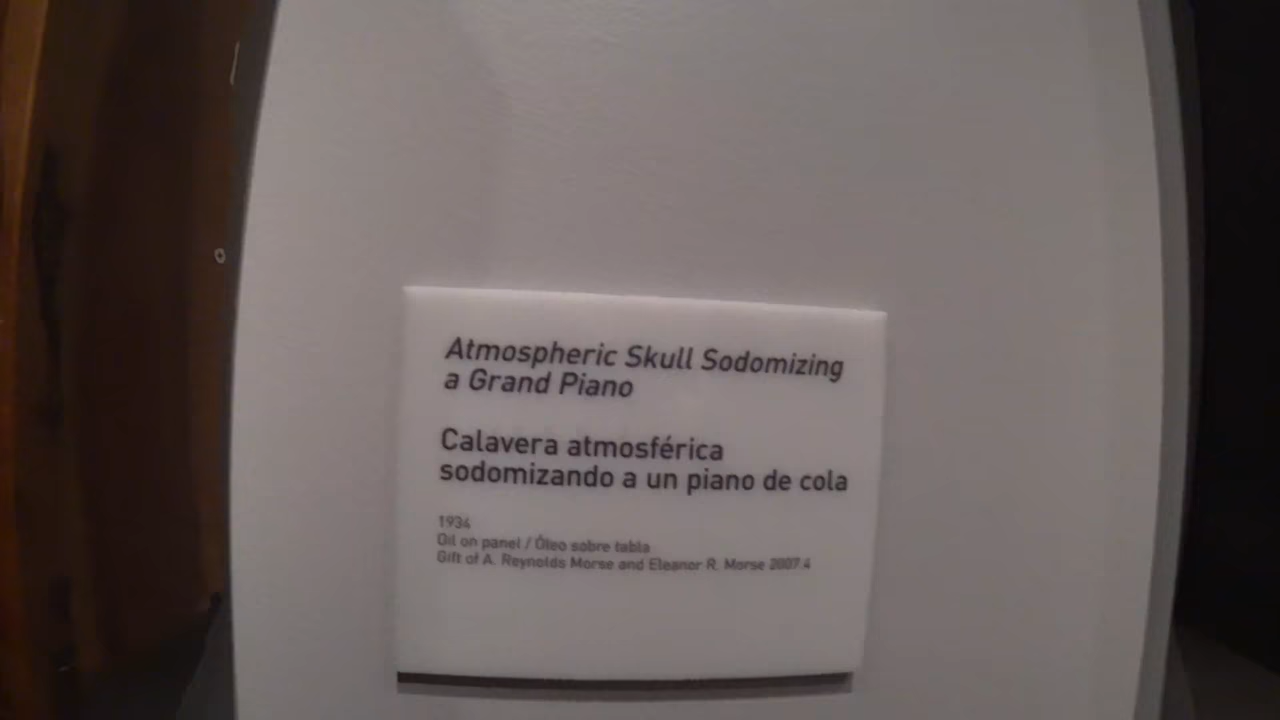 Atmospheric Skull Sodomizing
a Grand Piano
Calavera atmosférica
sodomizando a un piano de cola
1934
Oil on panel / Óleo sobre tabla
Gift of A. Reynolds Morse and Eleanor R. Morse 2007.4